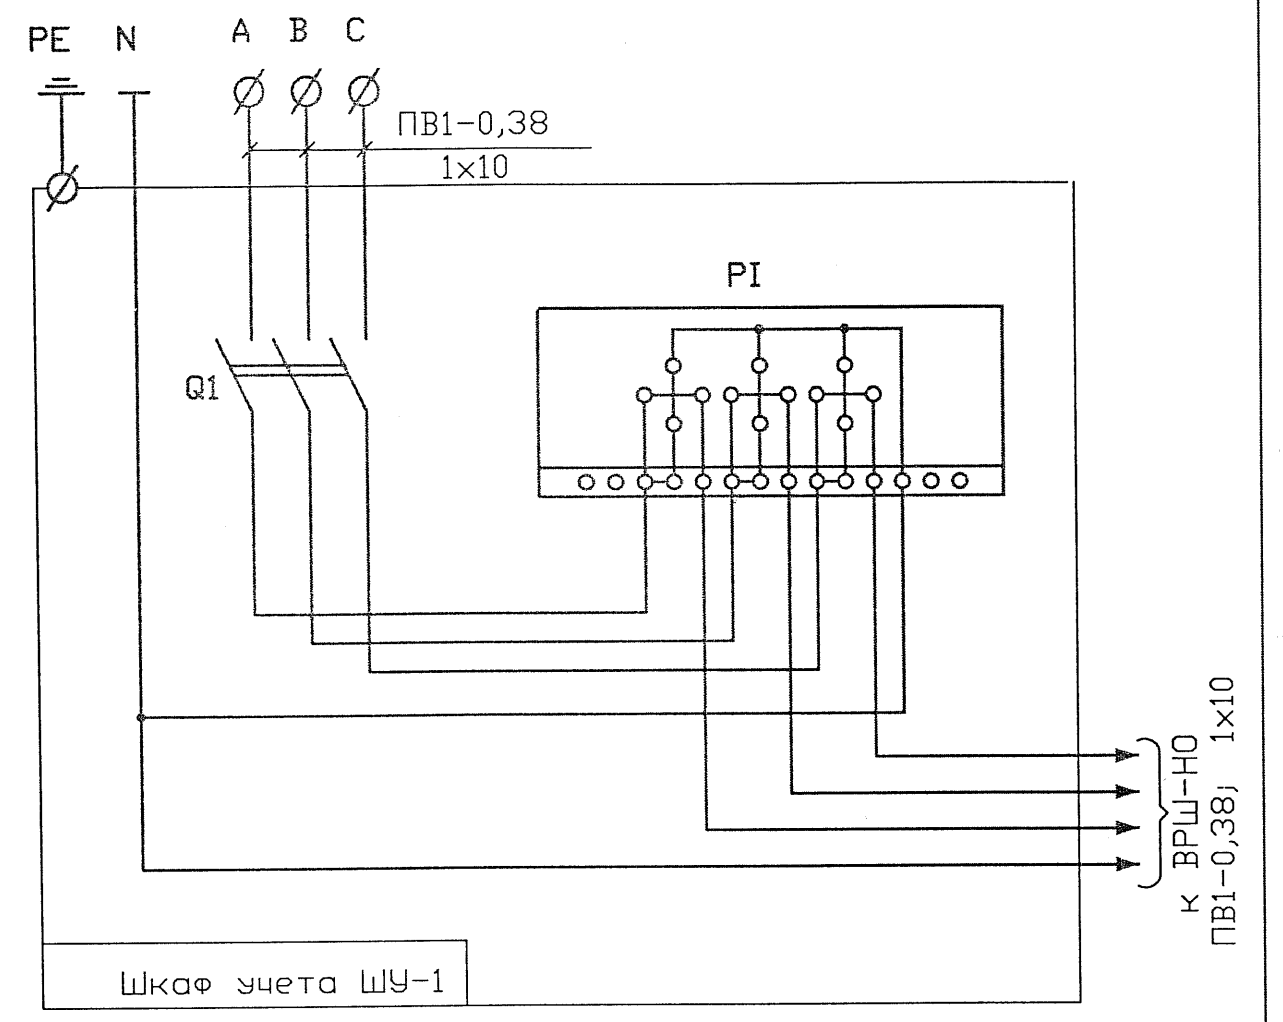 PE N A B C
ПВ1-0,38
1x10
PI
Q1
к ВРШ-НО
ПВ1-0,38; 1x10
Шкаф учета ШУ-1